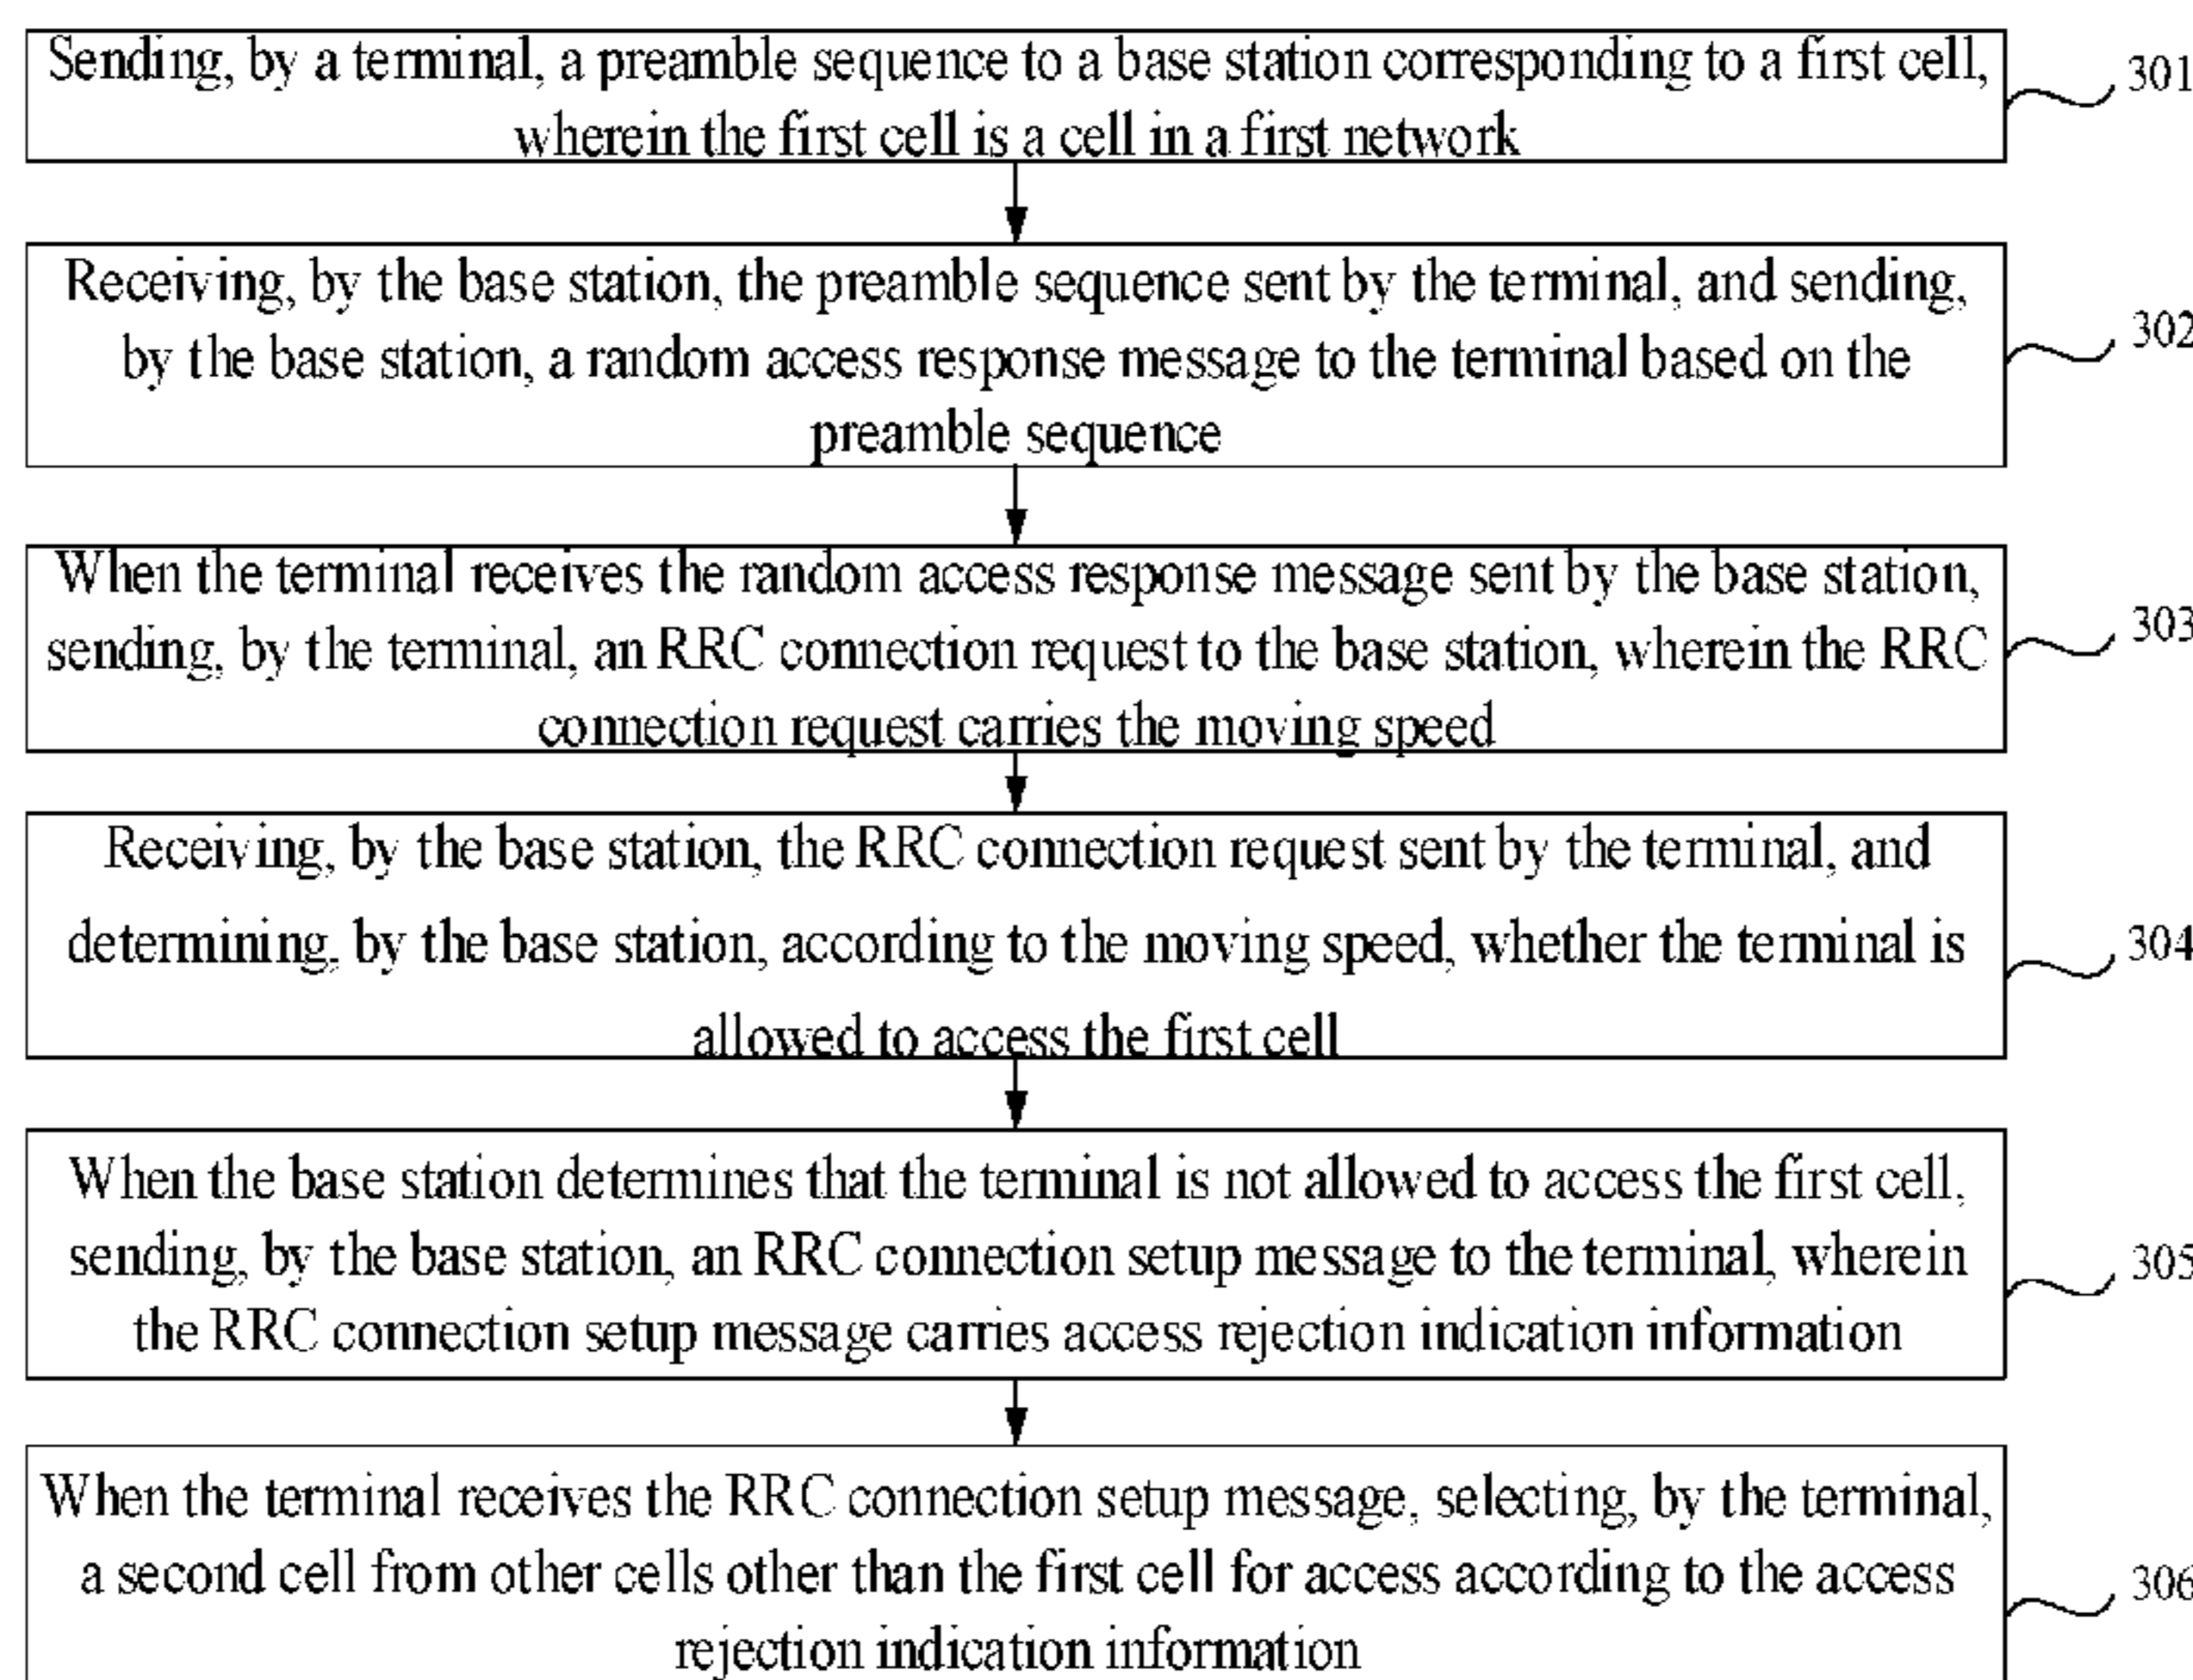 Sending, by a terminal, a preamble sequence to a base station corresponding to a first cell,
wherein the first cell is a cell in a first network
301
Receiving, by the base station, the preamble sequence sent by the terminal, and sending,
by the base station, a random access response message to the terminal based on the
preamble sequence
302
When the terminal receives the random access response message sent by the base station,
sending, by the terminal, an RRC connection request to the base station, wherein the RRC
connection request carries the moving speed
303
Receiving, by the base station, the RRC connection request sent by the terminal, and
determining, by the base station, according to the moving speed, whether the terminal is
allowed to access the first cell
304
When the base station determines that the terminal is not allowed to access the first cell,
sending, by the base station, an RRC connection setup message to the terminal, wherein
the RRC connection setup message carries access rejection indication information
305
When the terminal receives the RRC connection setup message, selecting, by the terminal,
a second cell from other cells other than the first cell for access according to the access
rejection indication information
306